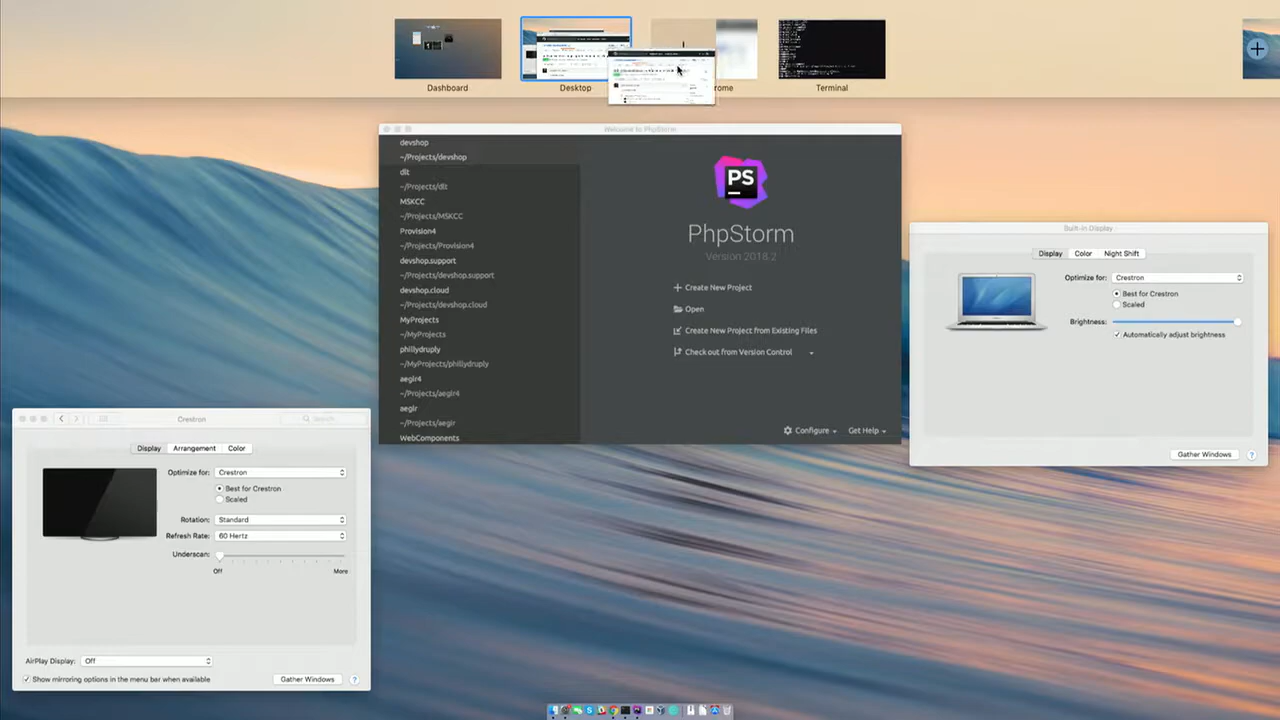 Dashboard
Desktop
ome
Terminal
Welcome to PhpStorm
devshop
~/Projects/devshop
dlt
~/Projects/dlt
MSKCC
~/Projects/MSKCC
Provision4
~/Projects/Provision4
devshop.support
~/Projects/devshop.support
devshop.cloud
~/Projects/devshop.cloud
MyProjects
~/MyProjects
phillydruply
~/MyProjects/phillydruply
aegir4
~/Projects/aegir4
aegir
~/Projects/aegir
WebComponents
PS
PhpStorm
Version 2018.2
Create New Project
Open
Create New Project from Existing Files
Check out from Version Control
Configure
Get Help
Built-in Display
Display Color Night Shift
Optimize for: Crestron
Best for Crestron
Scaled
Brightness:
Automatically adjust brightness
Gather Windows ?
Crestron
Search
Display Arrangement Color
Optimize for: Crestron
Best for Crestron
Scaled
Rotation: Standard
Refresh Rate: 60 Hertz
Underscan:
Off More
AirPlay Display: Off
Show mirroring options in the menu bar when available
Gather Windows ?